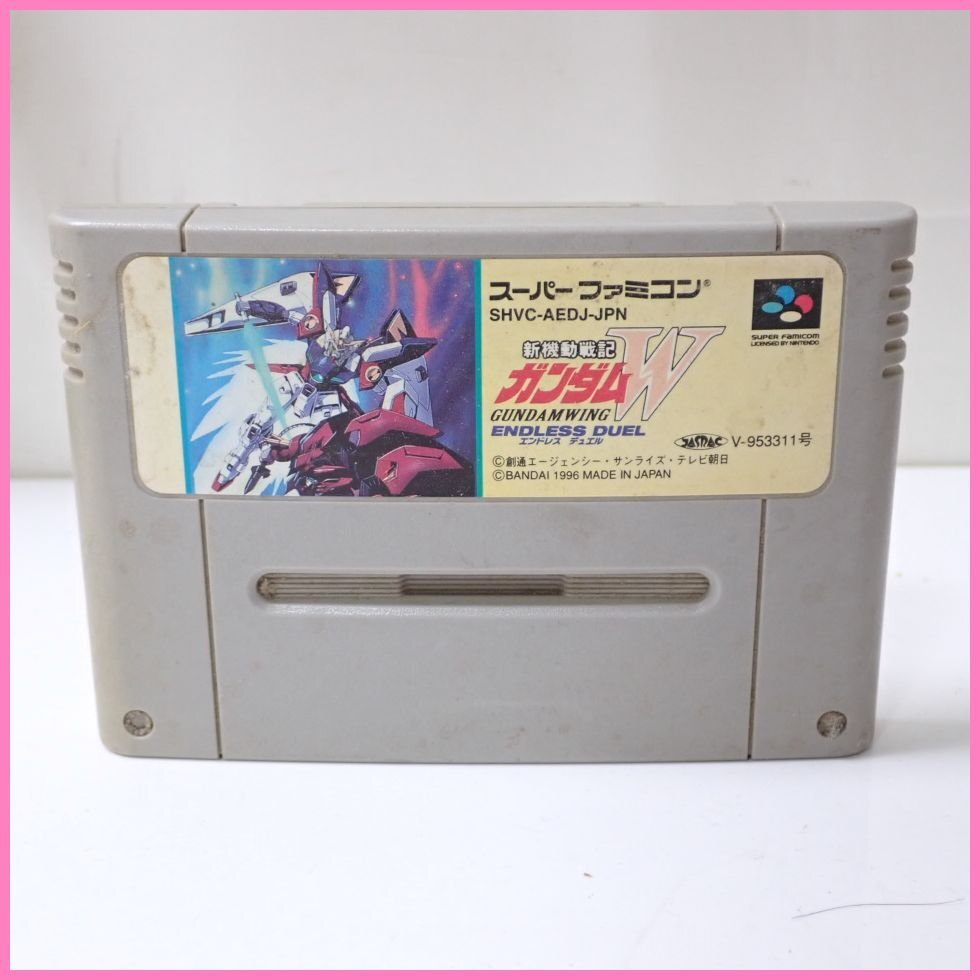 スーパーファミコン®
SHVC-AEDJ-JPN
新機動戦記
ガンダムW
GUNDAMWING
ENDLESS DUEL
エンドレス デュエル
SUPER FAMICOM
LICENSED BY NINTENDO
JASRAC V-953311号
©創通エージェンシー・サンライズ・テレビ朝日
©BANDAI 1996 MADE IN JAPAN